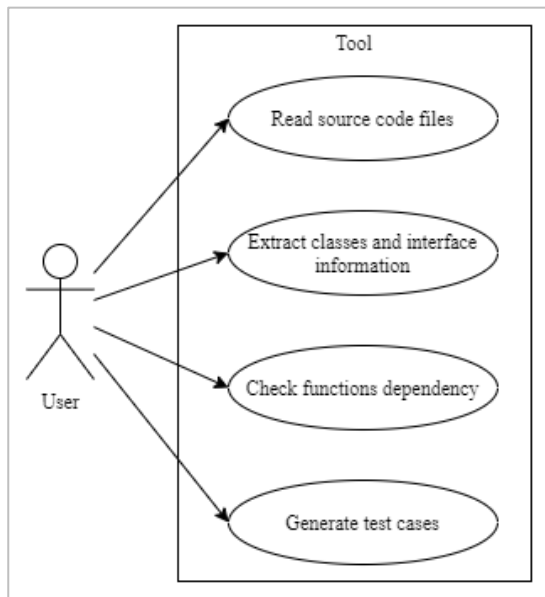 Tool
Read source code files
Extract classes and interface
information
Check functions dependency
User
Generate test cases